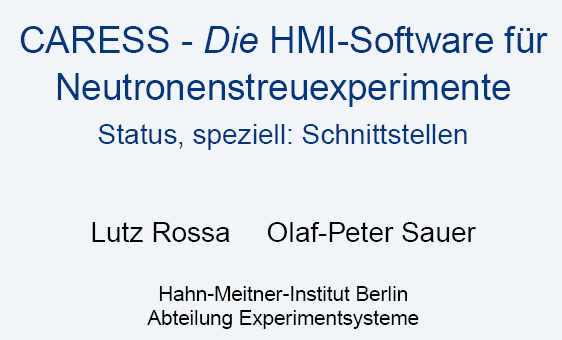 CARESS - Die HMI-Software für
Neutronenstreuexperimente
Status, speziell: Schnittstellen
Lutz Rossa Olaf-Peter Sauer
Hahn-Meitner-Institut Berlin
Abteilung Experimentsysteme